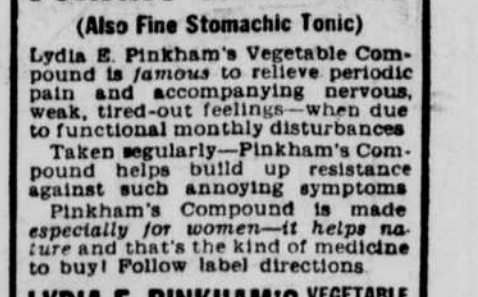 (Also Fine Stomachic Tonic)
Lydia E. Pinkham's Vegetable Com-
pound is famous to relieve periodic
pain and accompanying nervous,
weak, tired-out feelings—when due
to functional monthly disturbances
Taken regularly—Pinkham's Com-
pound helps build up resistance
against such annoying symptoms
Pinkham's Compound is made
especially for women—it helps na-
ture and that's the kind of medicine
to buy! Follow label directions
LYDIA E. PINKHAM'S VEGETABLE